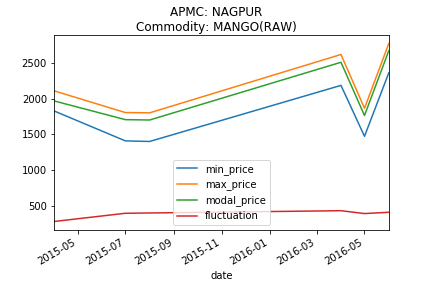 APMC: NAGPUR
Commodity: MANGO(RAW)
2500
2000
1500
1000
500
min_price
max_price
modal_price
fluctuation
2015-05
2015-07
2015-09
2015-11
2016-01
2016-03
2016-05
date